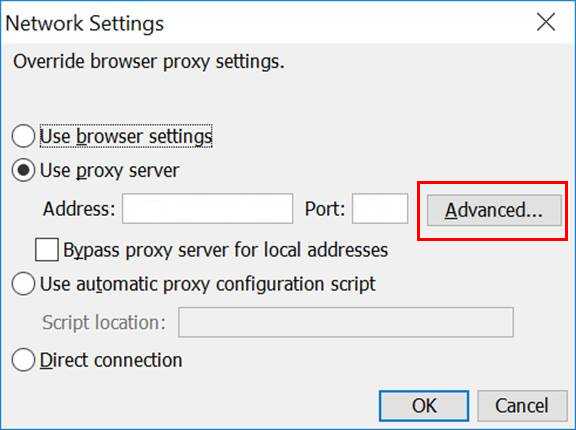 Network Settings
Override browser proxy settings.
Use browser settings
Use proxy server
Address: Port: Advanced...
Bypass proxy server for local addresses
Use automatic proxy configuration script
Script location:
Direct connection
OK Cancel